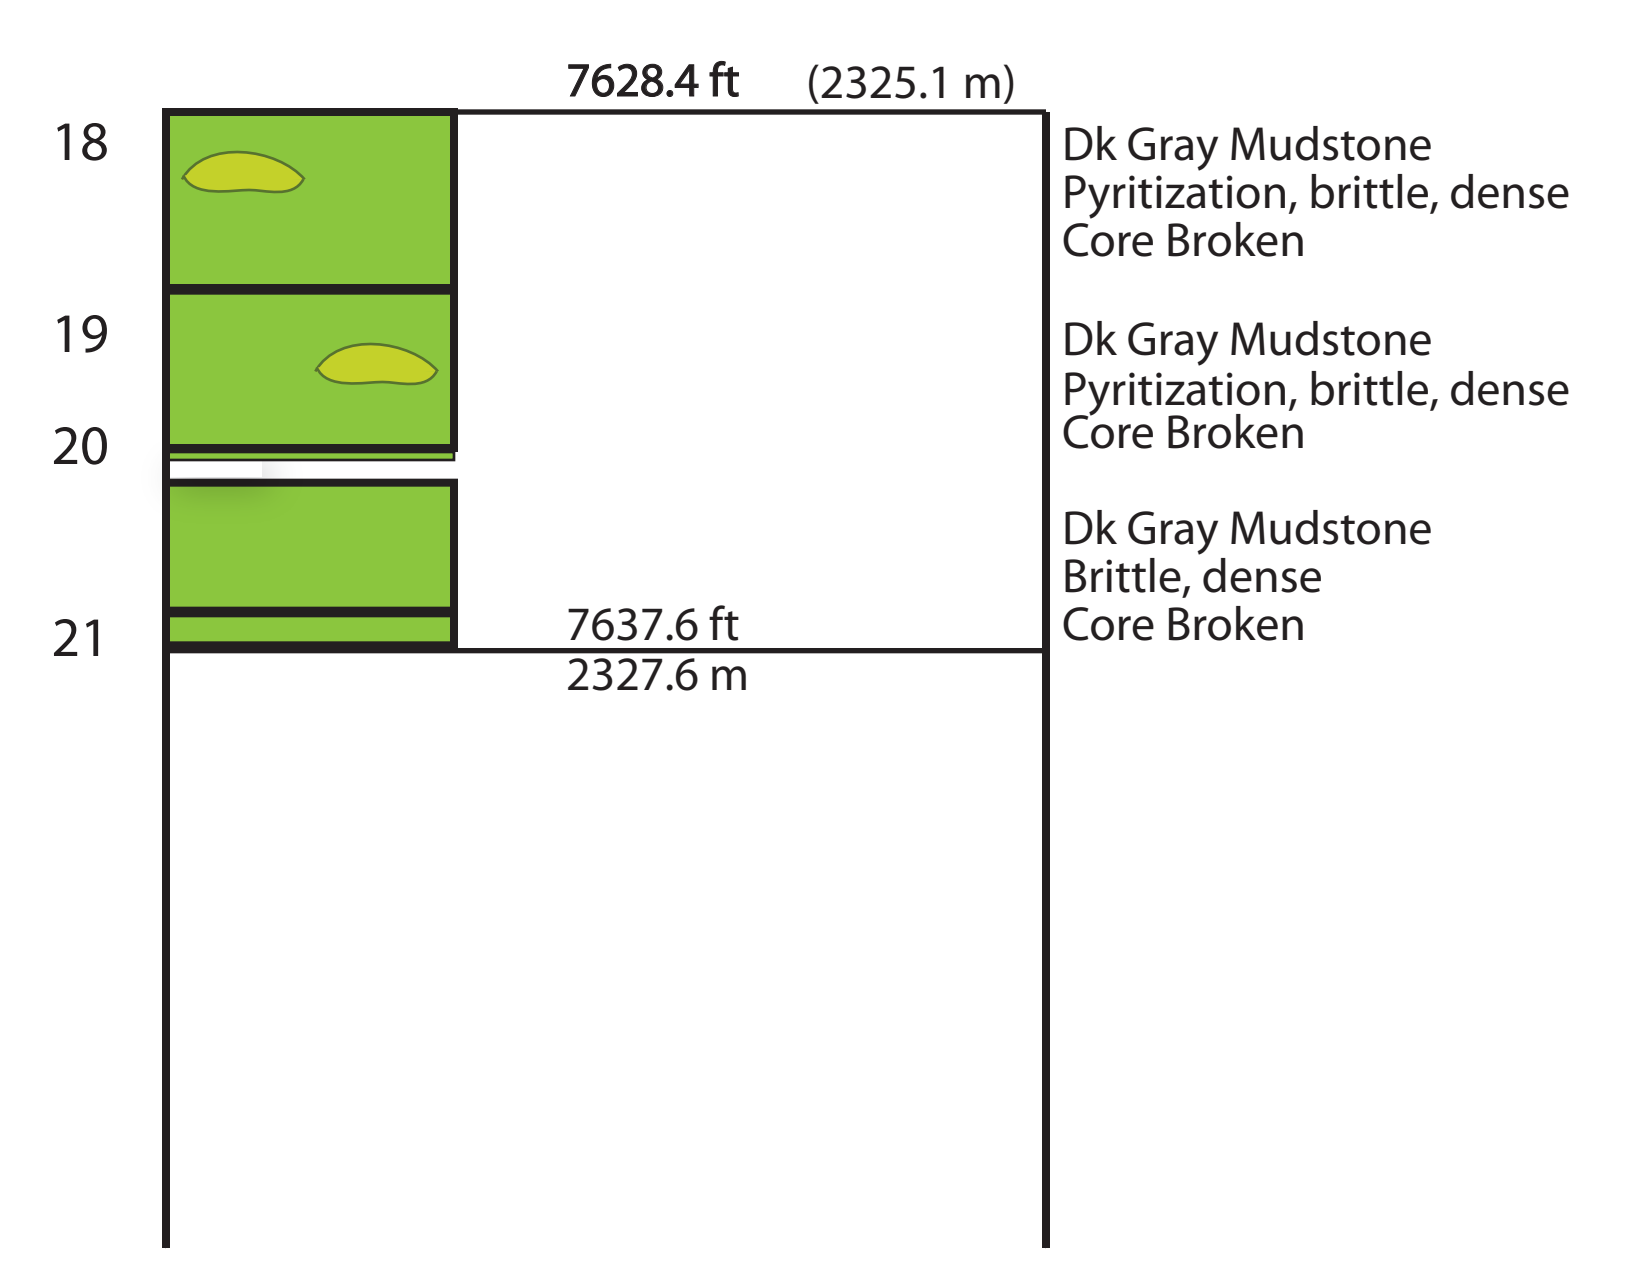 7628.4 ft (2325.1 m)
18
Dk Gray Mudstone
Pyritization, brittle, dense
Core Broken
19
Dk Gray Mudstone
Pyritization, brittle, dense
Core Broken
20
Dk Gray Mudstone
Brittle, dense
Core Broken
21
7637.6 ft
2327.6 m